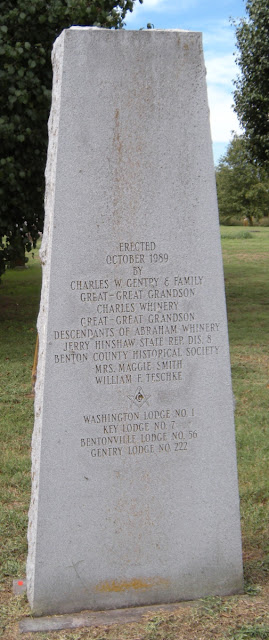 ERECTED
OCTOBER 1989
BY
CHARLES W. GENTRY & FAMILY
GREAT-GREAT GRANDSON
CHARLES WHINERY
GREAT-GREAT GRANDSON
DESCENDANTS OF ABRAHAM WHINERY
JERRY HINSHAW STATE REP. DIS. 8
BENTON COUNTY HISTORICAL SOCIETY
MRS. MAGGIE SMITH
WILLIAM F. TESCHKE
G
WASHINGTON LODGE NO. 1
KEY LODGE NO. 7
BENTONVILLE LODGE NO. 56
GENTRY LODGE NO. 222